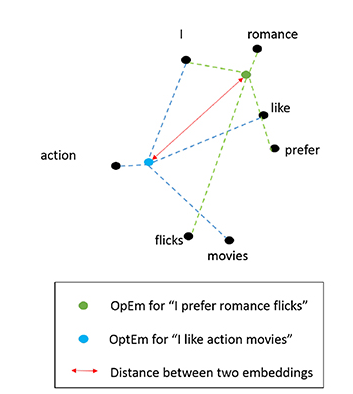 I
romance
like
prefer
action
flicks
movies
OpEm for “I prefer romance flicks”
OptEm for “I like action movies”
Distance between two embeddings